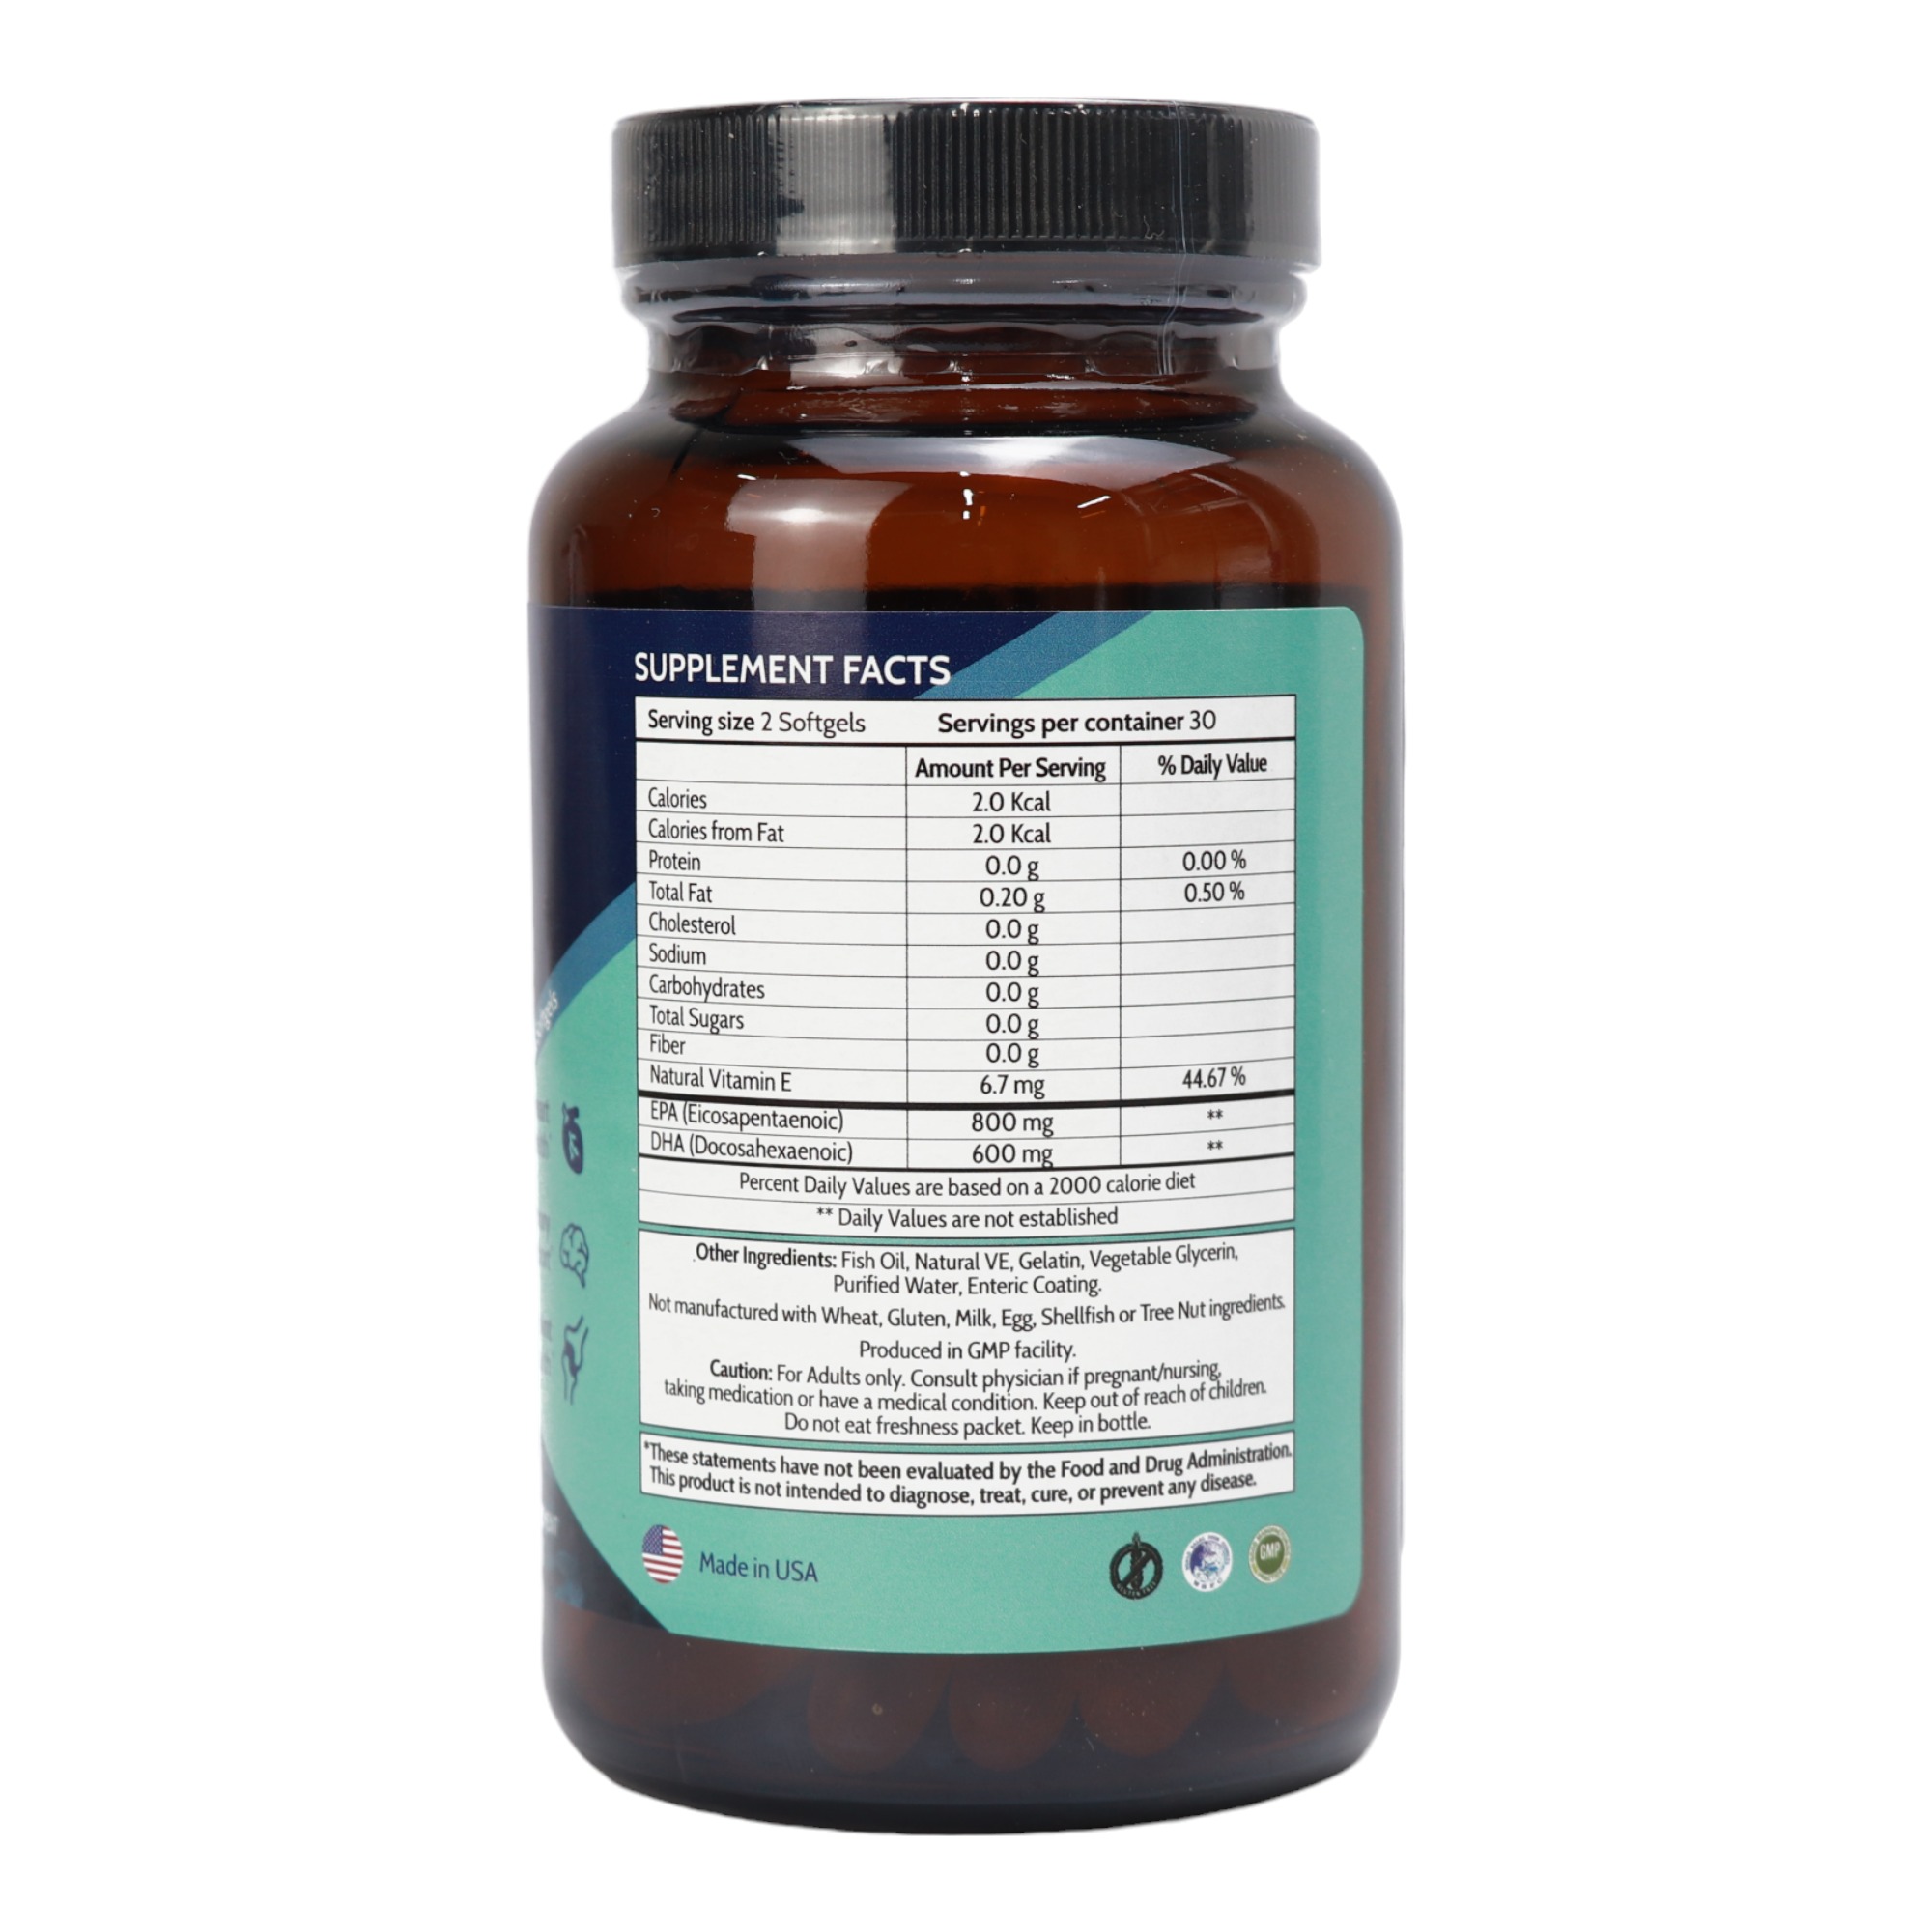 SUPPLEMENT FACTS
Serving size 2 Softgels Servings per container 30
Amount Per Serving % Daily Value
Calories 2.0 Kcal
Calories from Fat 2.0 Kcal
Protein 0.0 g 0.00 %
Total Fat 0.20 g 0.50 %
Cholesterol 0.0 g
Sodium 0.0 g
Carbohydrates 0.0 g
Total Sugars 0.0 g
Fiber 0.0 g
Natural Vitamin E 6.7 mg 44.67 %
EPA (Eicosapentaenoic) 800 mg **
DHA (Docosahexaenoic) 600 mg **
Percent Daily Values are based on a 2000 calorie diet
** Daily Values are not established
Other Ingredients: Fish Oil, Natural VE, Gelatin, Vegetable Glycerin,
Purified Water, Enteric Coating.
Not manufactured with Wheat, Gluten, Milk, Egg, Shellfish or Tree Nut ingredients.
Produced in GMP facility.
Caution: For Adults only. Consult physician if pregnant/nursing,
taking medication or have a medical condition. Keep out of reach of children.
Do not eat freshness packet. Keep in bottle.
*These statements have not been evaluated by the Food and Drug Administration.
This product is not intended to diagnose, treat, cure, or prevent any disease.
Made in USA
GMP